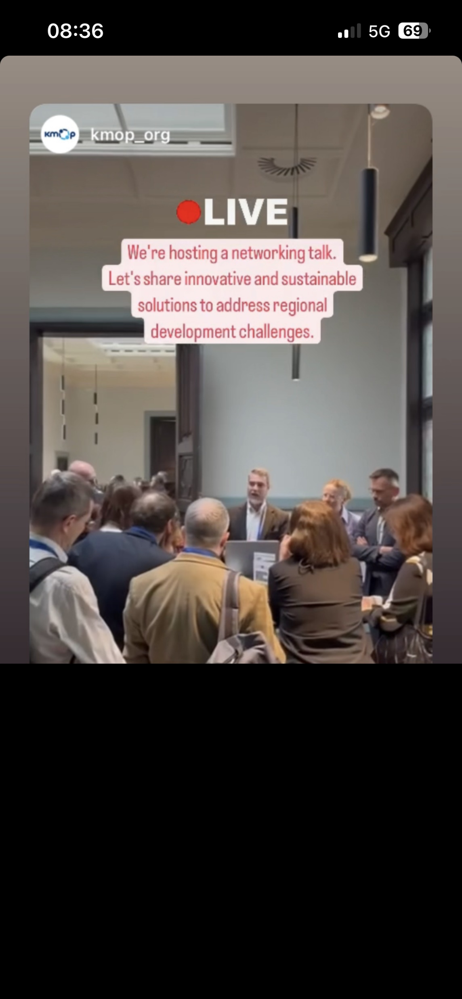 08:36
5G
69
kmop
kmop_org
LIVE
We're hosting a networking talk.
Let's share innovative and sustainable
solutions to address regional
development challenges.